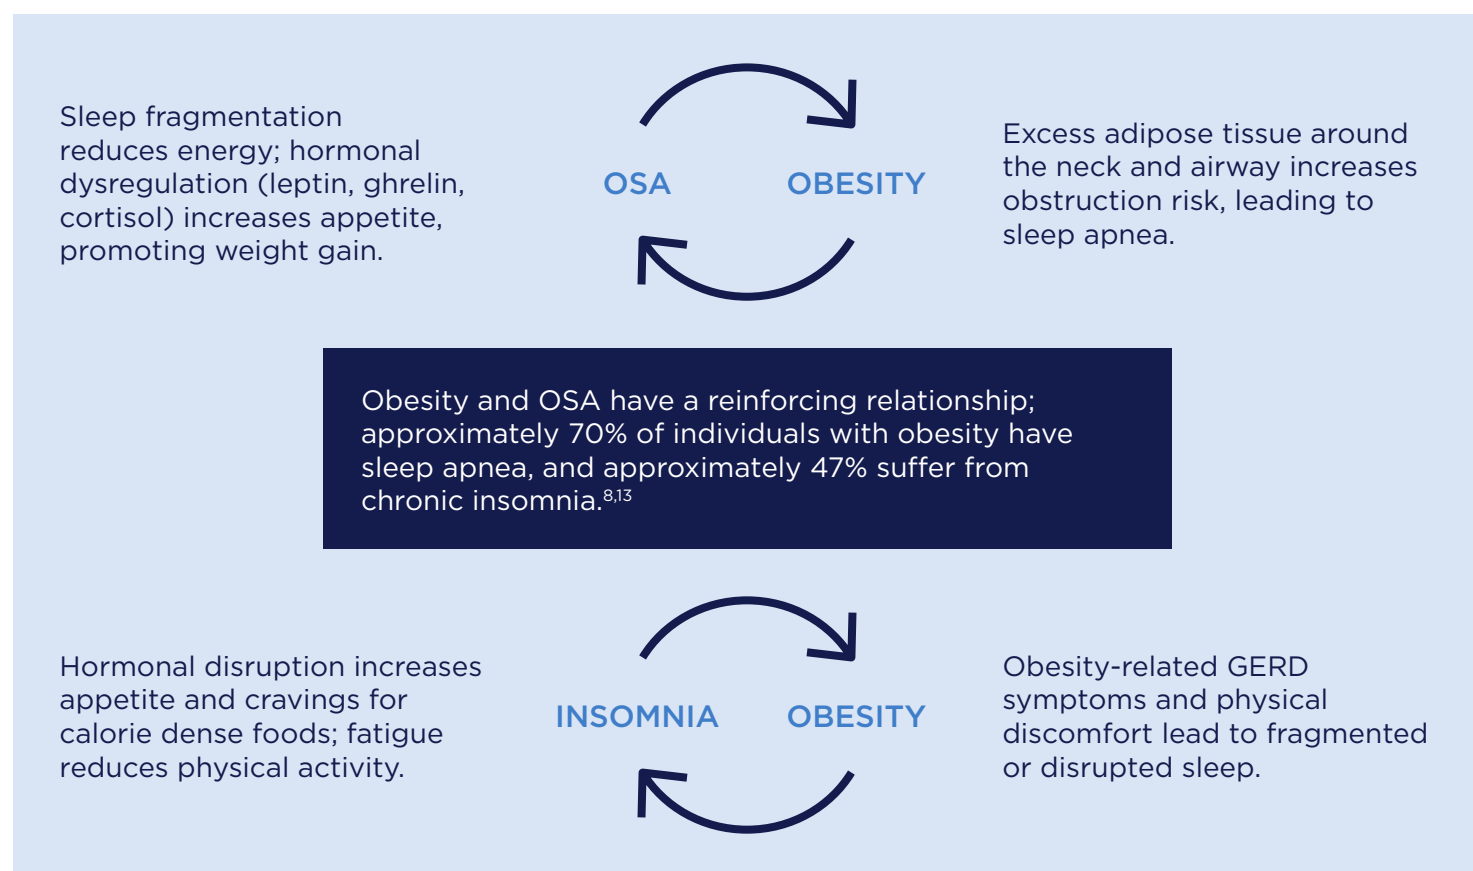 Sleep fragmentation
reduces energy; hormonal
dysregulation (leptin, ghrelin,
cortisol) increases appetite,
promoting weight gain.
OSA
OBESITY
Excess adipose tissue around
the neck and airway increases
obstruction risk, leading to
sleep apnea.
Obesity and OSA have a reinforcing relationship;
approximately 70% of individuals with obesity have
sleep apnea, and approximately 47% suffer from
chronic insomnia.8,13
Hormonal disruption increases
appetite and cravings for
calorie dense foods; fatigue
reduces physical activity.
INSOMNIA
OBESITY
Obesity-related GERD
symptoms and physical
discomfort lead to fragmented
or disrupted sleep.